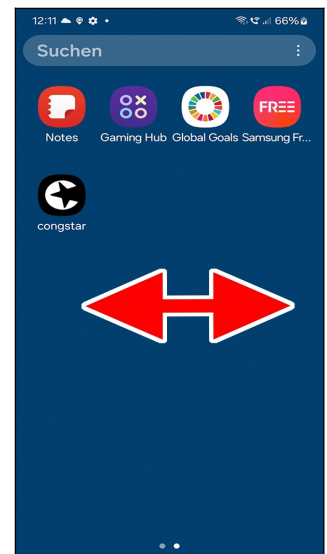 12:11 66%
Suchen
FREE
Notes Gaming Hub Global Goals Samsung Fr...
congstar